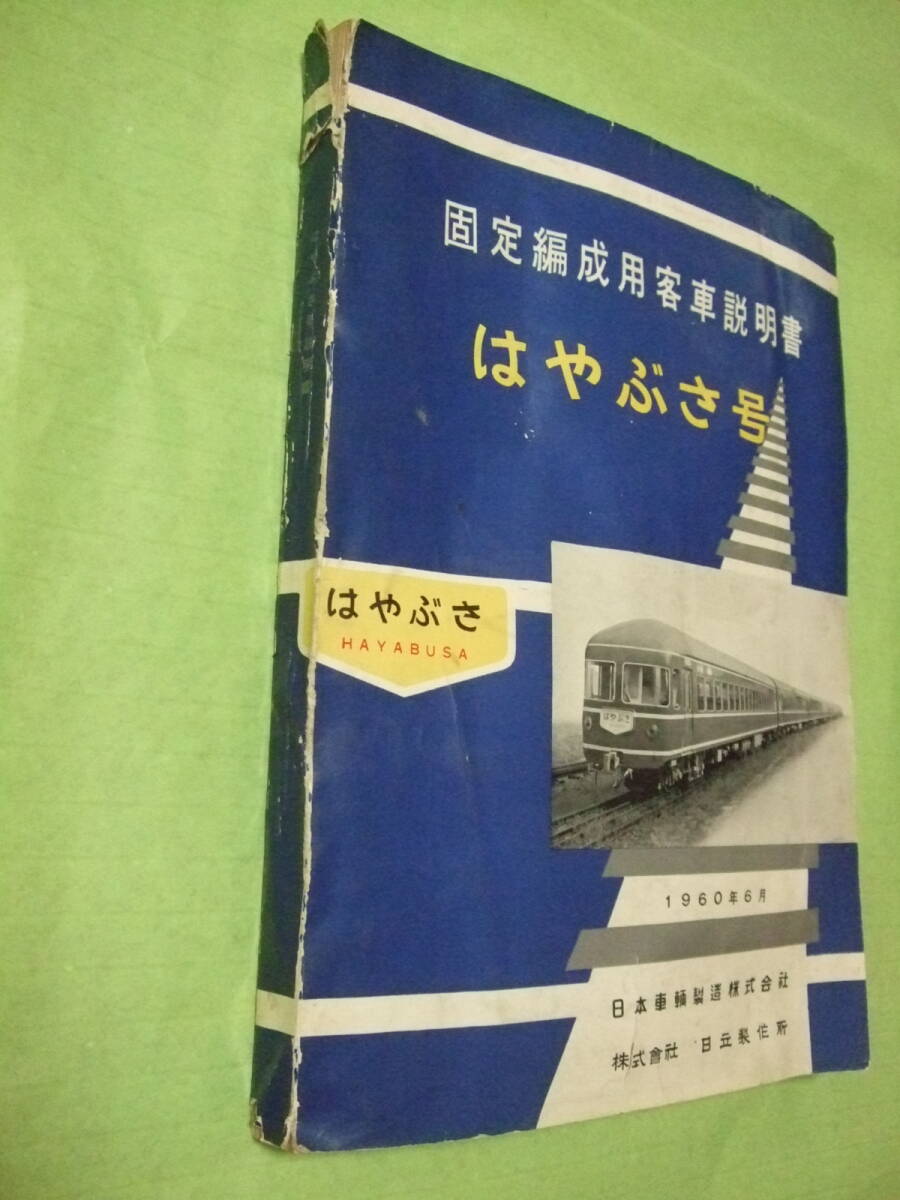 固定編成用客車説明書
はやぶさ号
はやぶさ
HAYABUSA
はやぶさ
1960年6月
日本車輌製造株式会社
株式會社 日立製作所